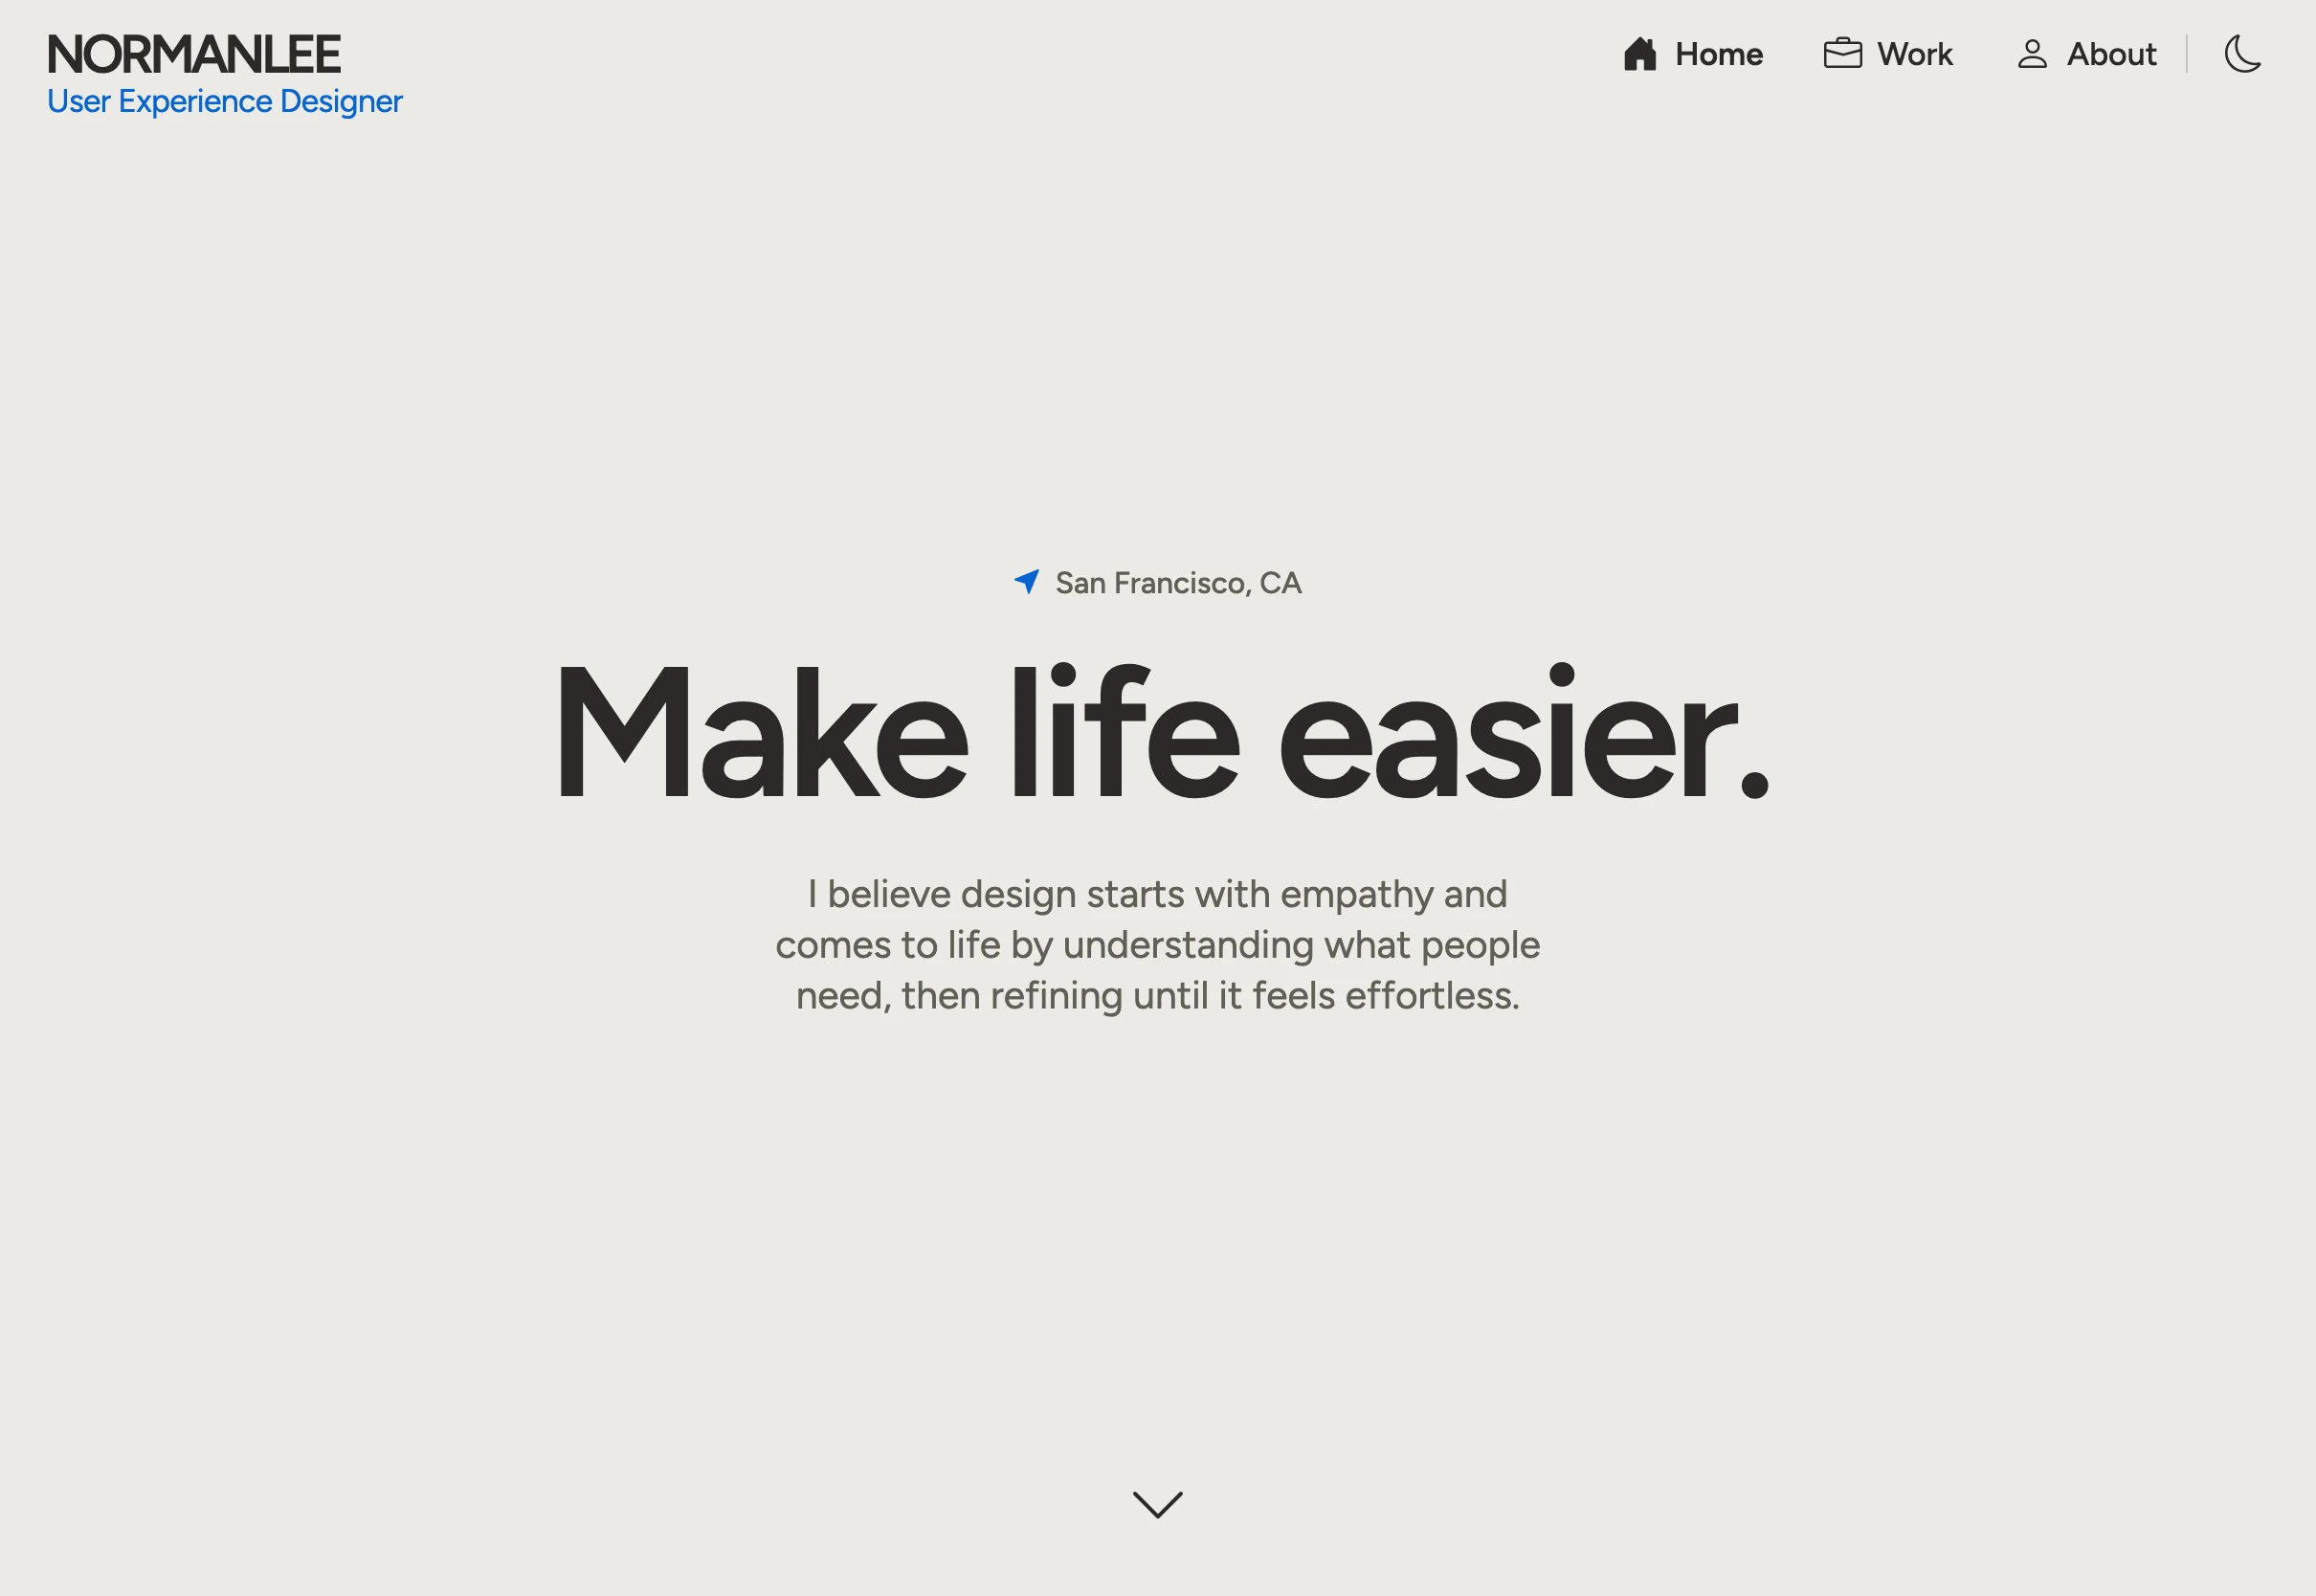 NORMANLEE
User Experience Designer
Home
Work
About
San Francisco, CA
Make life easier.
I believe design starts with empathy and
comes to life by understanding what people
need, then refining until it feels effortless.